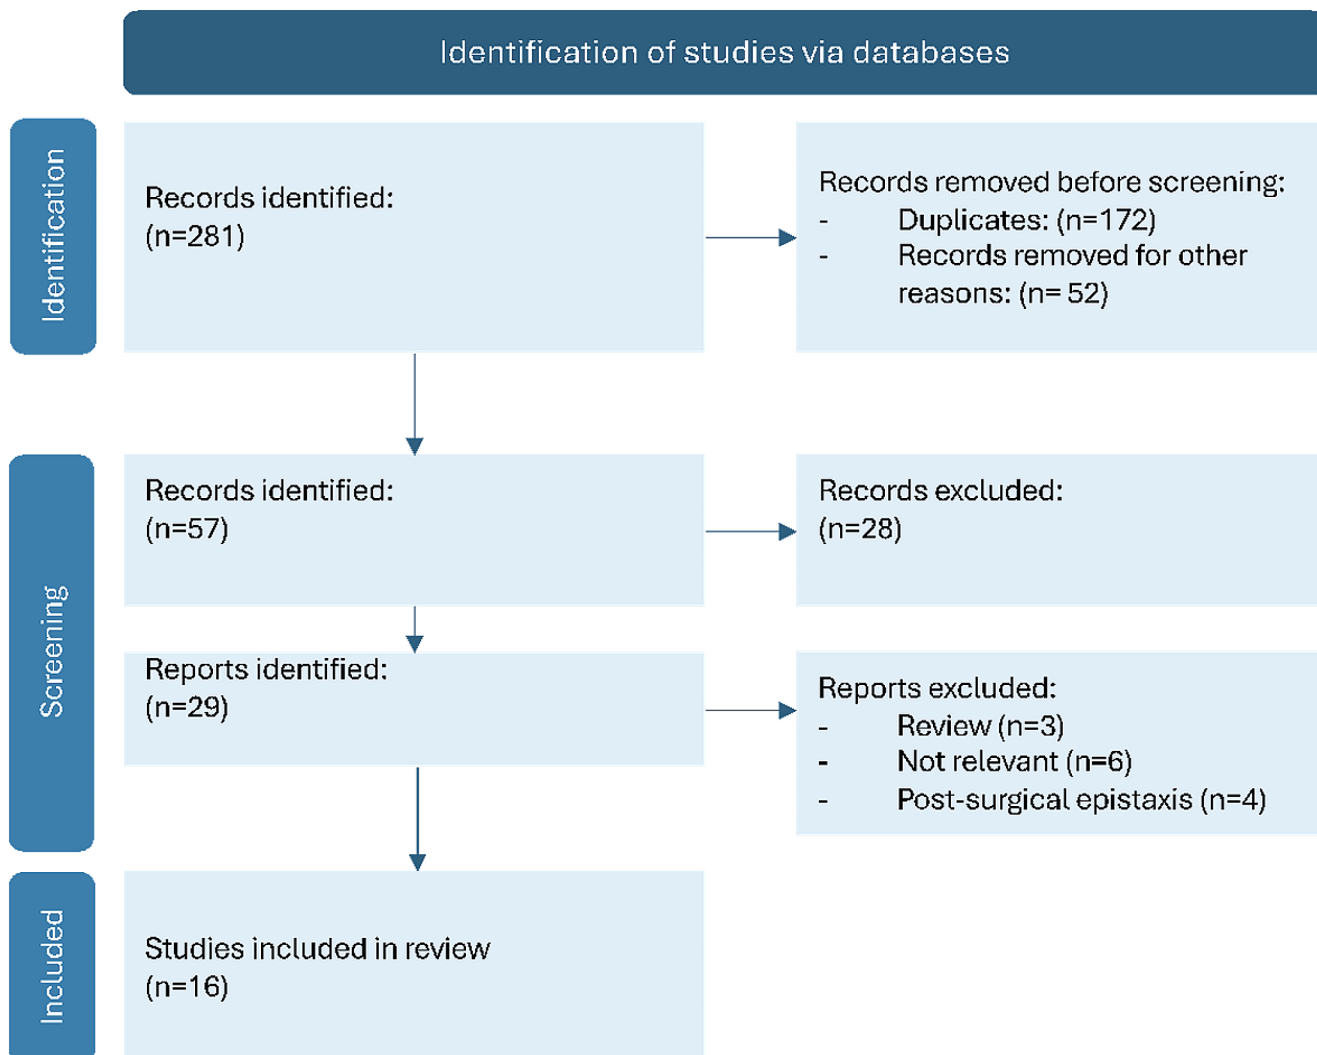 Identification of studies via databases
Identification
Records identified:
(n=281)
Records removed before screening:
- Duplicates: (n=172)
- Records removed for other
reasons: (n= 52)
Screening
Records identified:
(n=57)
Records excluded:
(n=28)
Reports identified:
(n=29)
Reports excluded:
- Review (n=3)
- Not relevant (n=6)
- Post-surgical epistaxis (n=4)
Included
Studies included in review
(n=16)